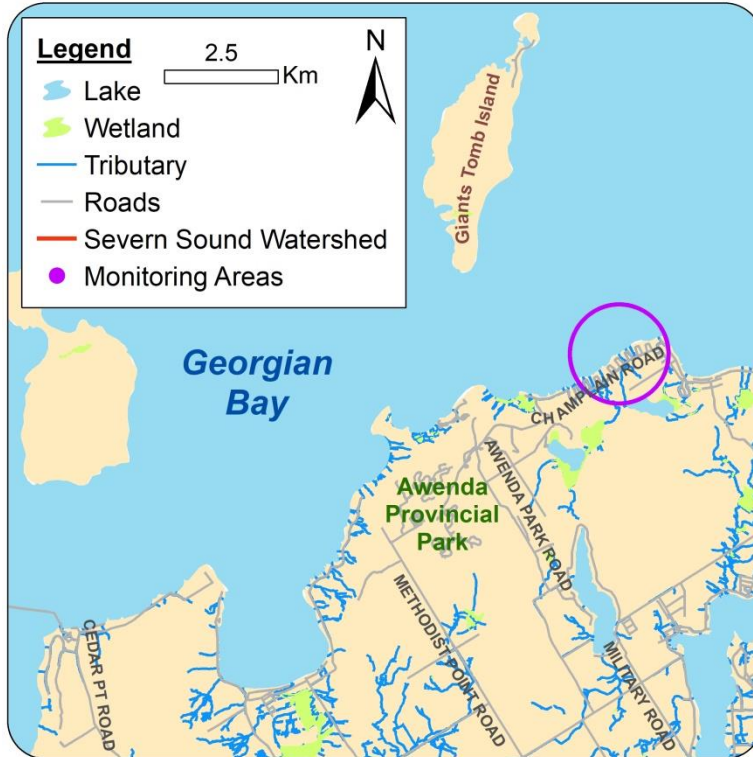 Legend
2.5
Km
N
Lake
Wetland
Tributary
Roads
Severn Sound Watershed
Monitoring Areas
Giants Tomb Island
Georgian
Bay
CHAMPLAIN ROAD
Awenda
Provincial
Park
AWENDA PARK ROAD
METHODIST POINT ROAD
MILITARY ROAD
CEDAR PT ROAD